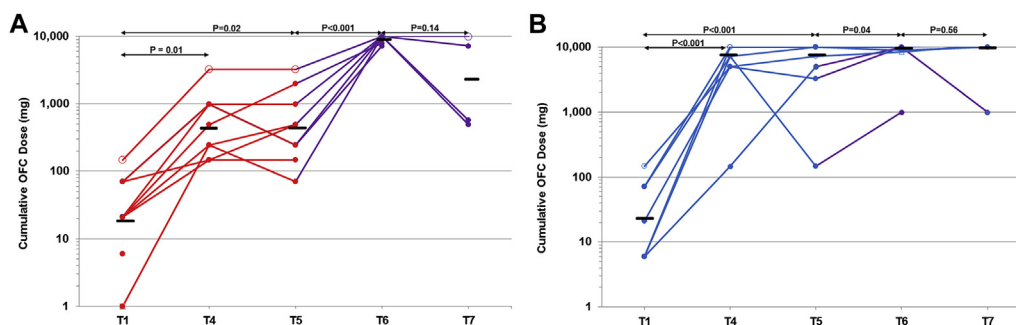 A
P=0.02
P<0.001
P=0.14
P = 0.01
Cumulative OFC Dose (mg)
10,000
1,000
100
10
1
T1
T4
T5
T6
T7
B
P<0.001
P=0.04
P=0.56
P<0.001
Cumulative OFC Dose (mg)
10,000
1,000
100
10
1
T1
T4
T5
T6
T7